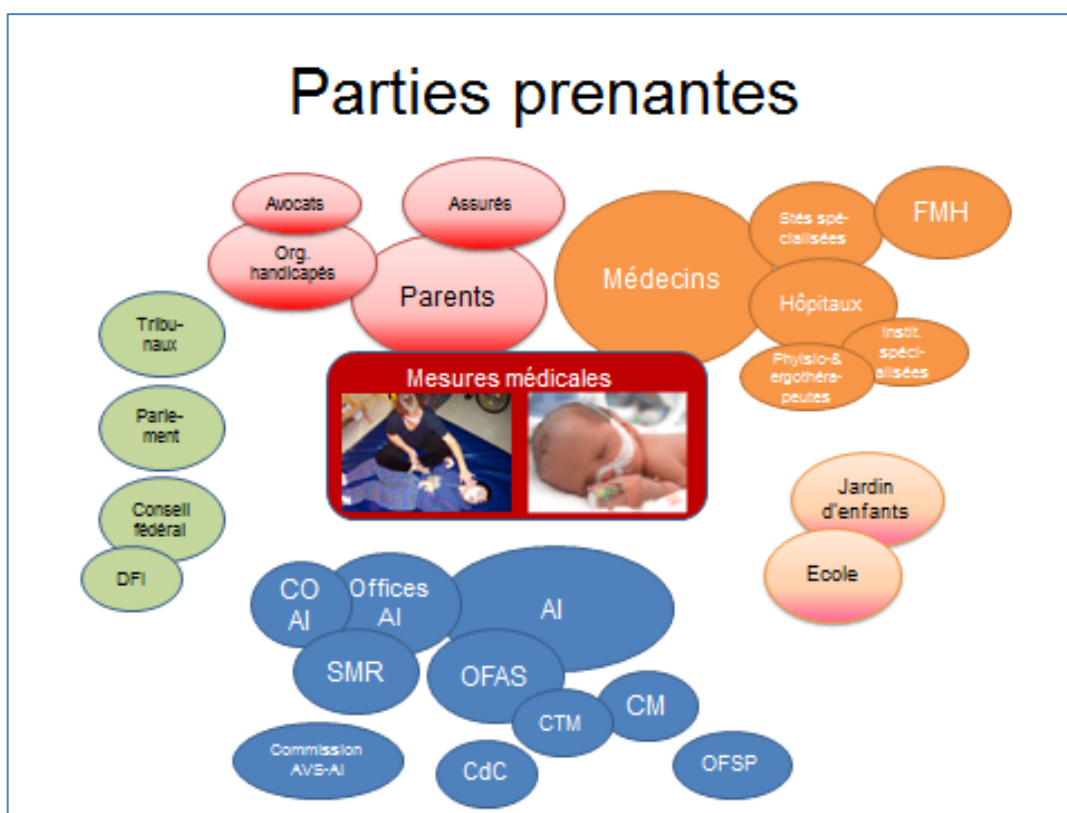 Parties prenantes
Avocats
Assurés
Org.
handicapés
Parents
Médecins
Stés spé-
cialisées
FMH
Hôpitaux
Instit.
spéci-
alisées
Phyisio-&
ergothéra-
peutes
Tribu-
naux
Parle-
ment
Conseil
fédéral
DFI
Mesures médicales
Jardin
d'enfants
Ecole
CO
AI
Offices
AI
AI
SMR
OFAS
CTM
CM
Commission
AVS-AI
CdC
OFSP